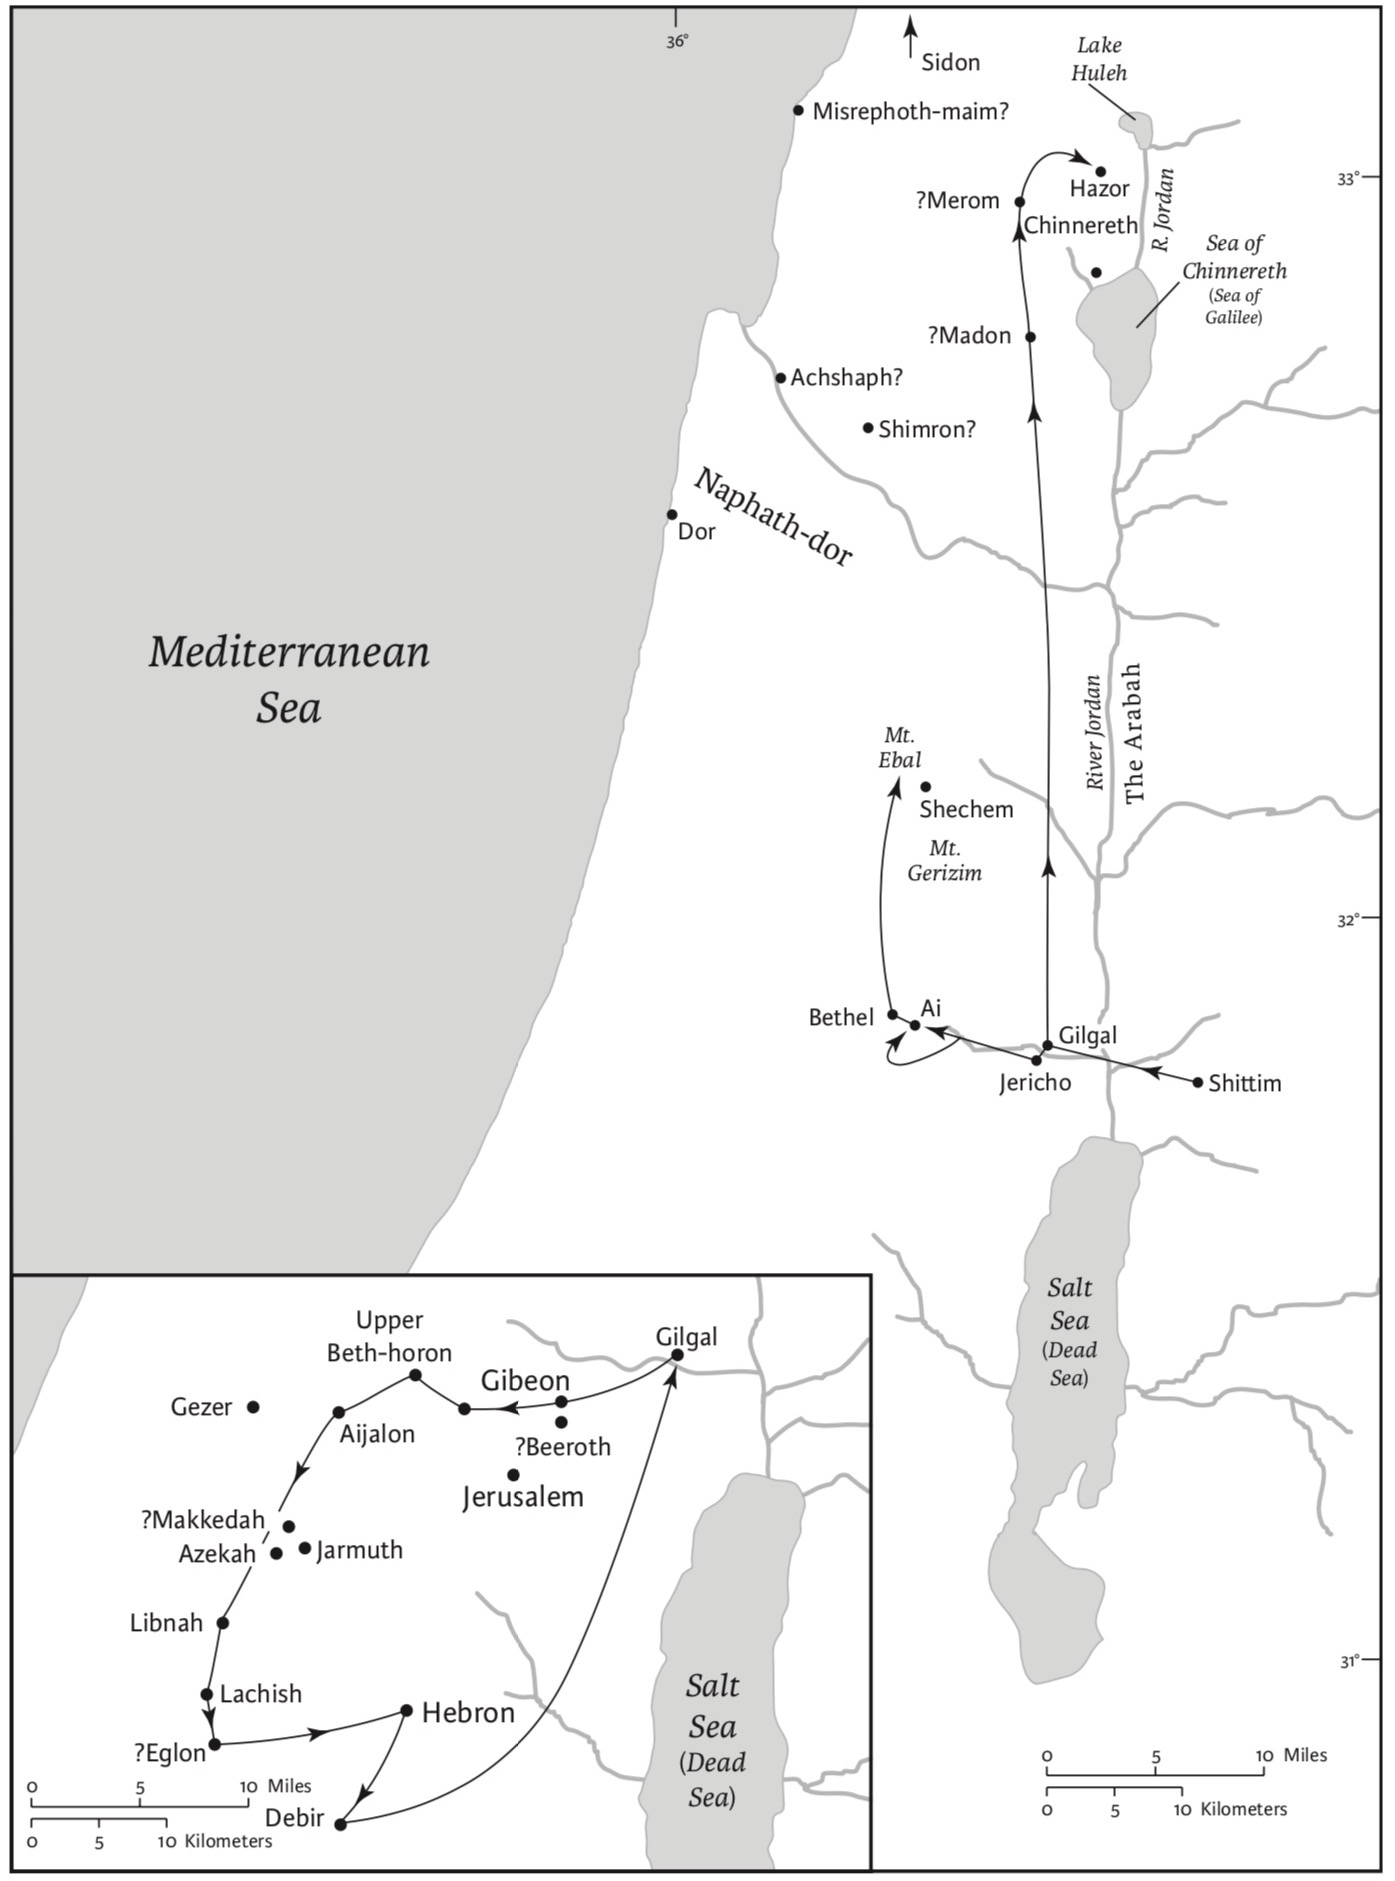 36°
Sidon
Lake
Huleh
Misrephoth-maim?
33°
Hazor
?Merom
Chinnereth
R. Jordan
Sea of
Chinnereth
(Sea of
Galilee)
?Madon
Achshaph?
Shimron?
Naphath-dor
Dor
Mediterranean
Sea
River Jordan
The Arabah
Mt.
Ebal
Shechem
Mt.
Gerizim
32°
Bethel
Ai
Gilgal
Jericho
Shittim
Salt
Sea
(Dead
Sea)
31°
0 5 10 Miles
0 5 10 Kilometers
Upper
Beth-horon
Gilgal
Gibeon
Gezer
Aijalon
?Beeroth
Jerusalem
?Makkedah
Azekah
Jarmuth
Libnah
Lachish
Hebron
?Eglon
Debir
Salt
Sea
(Dead
Sea)
0 5 10 Miles
0 5 10 Kilometers